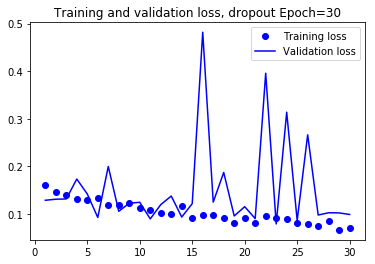 Training and validation loss, dropout Epoch=30
Training loss
Validation loss
0.5
0.4
0.3
0.2
0.1
0 5 10 15 20 25 30